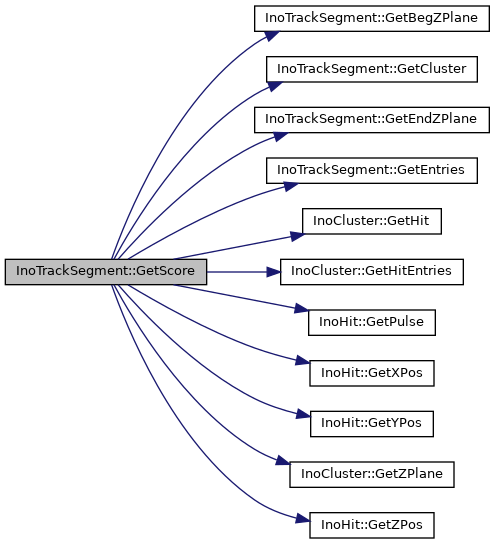 InoTrackSegment::GetBegZPlane
InoTrackSegment::GetCluster
InoTrackSegment::GetEndZPlane
InoTrackSegment::GetEntries
InoCluster::GetHit
InoTrackSegment::GetScore
InoCluster::GetHitEntries
InoHit::GetPulse
InoHit::GetXPos
InoHit::GetYPos
InoCluster::GetZPlane
InoHit::GetZPos